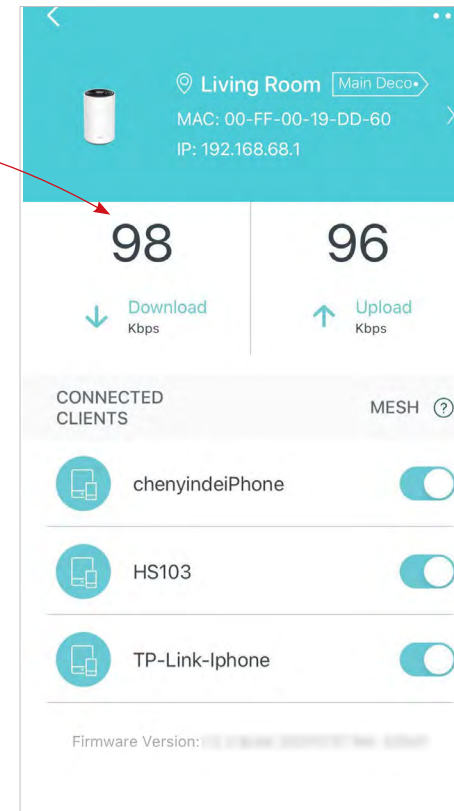 Living Room Main Deco
MAC: 00-FF-00-19-DD-60
IP: 192.168.68.1
98 96
Download Upload
Kbps Kbps
CONNECTED
CLIENTS MESH ?
chenyindeiPhone
HS103
TP-Link-Iphone
Firmware Version: